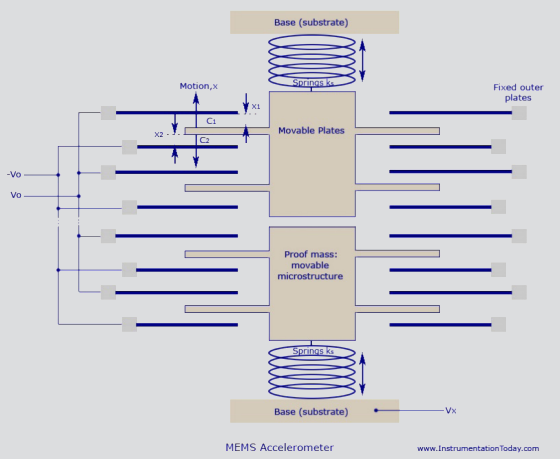 Base (substrate)
Springs ks
Motion,x
x1
Fixed outer
plates
C1
x2
Movable Plates
C2
-Vo
Vo
Proof mass:
movable
microstructure
Springs ks
Base (substrate)
Vx
MEMS Accelerometer
www.InstrumentationToday.com